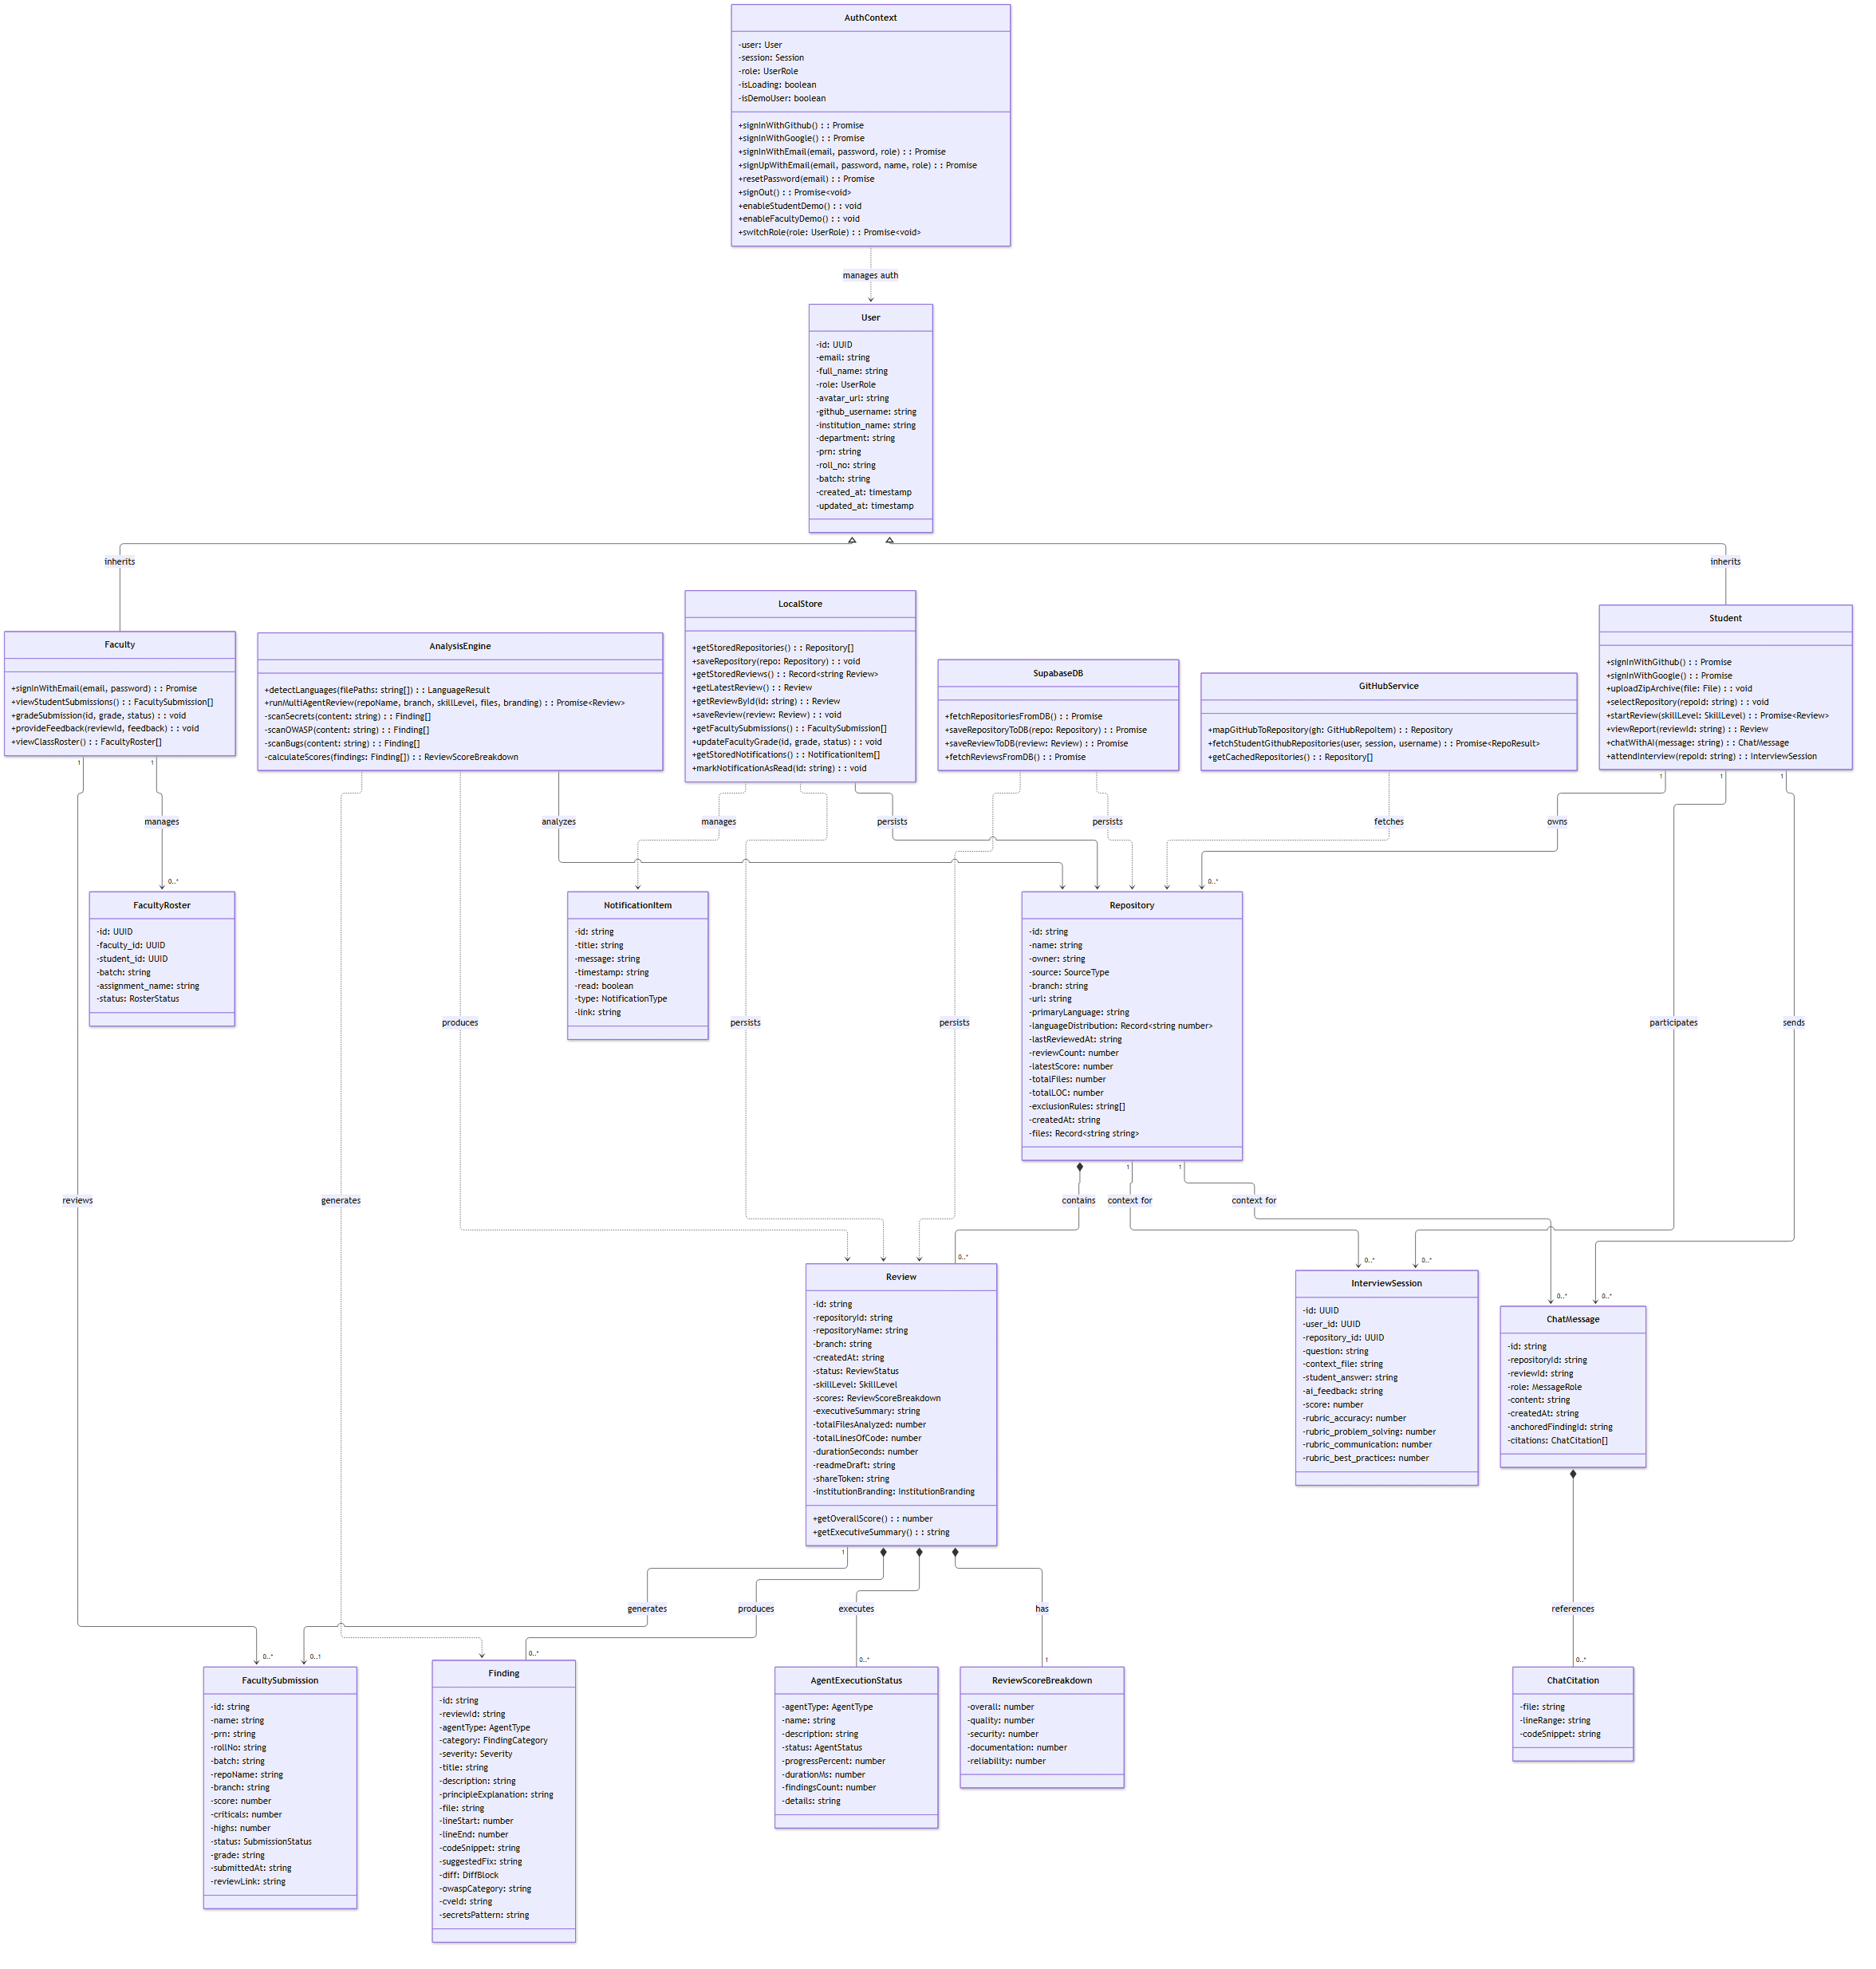 AuthContext
-user: User
-session: Session
-role: UserRole
-isLoading: boolean
-isDemoUser: boolean
+signInWithGithub() : : Promise
+signInWithGoogle() : : Promise
+signInWithEmail(email, password, role) : : Promise
+signUpWithEmail(email, password, name, role) : : Promise
+resetPassword(email) : : Promise
+signOut() : : Promise<void>
+enableStudentDemo() : : void
+enableFacultyDemo() : : void
+switchRole(role: UserRole) : : Promise<void>
manages auth
User
-id: UUID
-email: string
-full_name: string
-role: UserRole
-avatar_url: string
-github_username: string
-institution_name: string
-department: string
-prn: string
-roll_no: string
-batch: string
-created_at: timestamp
-updated_at: timestamp
inherits
inherits
Faculty
+signInWithEmail(email, password) : : Promise
+viewStudentSubmissions() : : FacultySubmission[]
+gradeSubmission(id, grade, status) : : void
+provideFeedback(reviewId, feedback) : : void
+viewClassRoster() : : FacultyRoster[]
AnalysisEngine
+detectLanguages(filePaths: string[]) : : LanguageResult
+runMultiAgentReview(repoName, branch, skillLevel, files, branding) : : Promise<Review>
-scanSecrets(content: string) : : Finding[]
-scanOWASP(content: string) : : Finding[]
-scanBugs(content: string) : : Finding[]
-calculateScores(findings: Finding[]) : : ReviewScoreBreakdown
LocalStore
+getStoredRepositories() : : Repository[]
+saveRepository(repo: Repository) : : void
+getStoredReviews() : : Record<string Review>
+getLatestReview() : : Review
+getReviewById(id: string) : : Review
+saveReview(review: Review) : : void
+getFacultySubmissions() : : FacultySubmission[]
+updateFacultyGrade(id, grade, status) : : void
+getStoredNotifications() : : NotificationItem[]
+markNotificationAsRead(id: string) : : void
SupabaseDB
+fetchRepositoriesFromDB() : : Promise
+saveRepositoryToDB(repo: Repository) : : Promise
+saveReviewToDB(review: Review) : : Promise
+fetchReviewsFromDB() : : Promise
GitHubService
+mapGitHubToRepository(gh: GitHubRepoItem) : : Repository
+fetchStudentGithubRepositories(user, session, username) : : Promise<RepoResult>
+getCachedRepositories() : : Repository[]
Student
+signInWithGithub() : : Promise
+signInWithGoogle() : : Promise
+uploadZipArchive(file: File) : : void
+selectRepository(repoId: string) : : void
+startReview(skillLevel: SkillLevel) : : Promise<Review>
+viewReport(reviewId: string) : : Review
+chatWithAI(message: string) : : ChatMessage
+attendInterview(repoId: string) : : InterviewSession
1
1
1
1
1
manages
analyzes
manages
persists
persists
fetches
owns
0..*
0..*
FacultyRoster
-id: UUID
-faculty_id: UUID
-student_id: UUID
-batch: string
-assignment_name: string
-status: RosterStatus
NotificationItem
-id: string
-title: string
-message: string
-timestamp: string
-read: boolean
-type: NotificationType
-link: string
Repository
-id: string
-name: string
-owner: string
-source: SourceType
-branch: string
-url: string
-primaryLanguage: string
-languageDistribution: Record<string number>
-lastReviewedAt: string
-reviewCount: number
-latestScore: number
-totalFiles: number
-totalLOC: number
-exclusionRules: string[]
-createdAt: string
-files: Record<string string>
produces
persists
persists
participates
sends
1
1
reviews
generates
contains
context for
context for
0..*
0..*
0..*
0..*
0..*
Review
-id: string
-repositoryId: string
-repositoryName: string
-branch: string
-createdAt: string
-status: ReviewStatus
-skillLevel: SkillLevel
-scores: ReviewScoreBreakdown
-executiveSummary: string
-totalFilesAnalyzed: number
-totalLinesOfCode: number
-durationSeconds: number
-readmeDraft: string
-shareToken: string
-institutionBranding: InstitutionBranding
+getOverallScore() : : number
+getExecutiveSummary() : : string
InterviewSession
-id: UUID
-user_id: UUID
-repository_id: UUID
-question: string
-context_file: string
-student_answer: string
-ai_feedback: string
-score: number
-rubric_accuracy: number
-rubric_problem_solving: number
-rubric_communication: number
-rubric_best_practices: number
ChatMessage
-id: string
-repositoryId: string
-reviewId: string
-role: MessageRole
-content: string
-createdAt: string
-anchoredFindingId: string
-citations: ChatCitation[]
1
generates
produces
executes
has
references
0..*
0..1
0..*
0..*
1
0..*
FacultySubmission
-id: string
-name: string
-prn: string
-rollNo: string
-batch: string
-repoName: string
-branch: string
-score: number
-criticals: number
-highs: number
-status: SubmissionStatus
-grade: string
-submittedAt: string
-reviewLink: string
Finding
-id: string
-reviewId: string
-agentType: AgentType
-category: FindingCategory
-severity: Severity
-title: string
-description: string
-principleExplanation: string
-file: string
-lineStart: number
-lineEnd: number
-codeSnippet: string
-suggestedFix: string
-diff: DiffBlock
-owaspCategory: string
-cveId: string
-secretsPattern: string
AgentExecutionStatus
-agentType: AgentType
-name: string
-description: string
-status: AgentStatus
-progressPercent: number
-durationMs: number
-findingsCount: number
-details: string
ReviewScoreBreakdown
-overall: number
-quality: number
-security: number
-documentation: number
-reliability: number
ChatCitation
-file: string
-lineRange: string
-codeSnippet: string